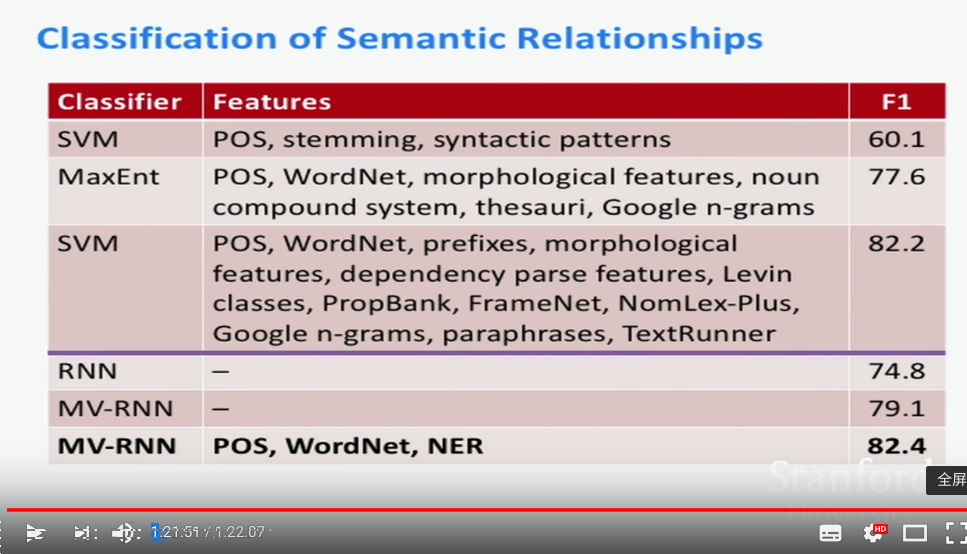 Classification of Semantic Relationships
Classifier Features F1
SVM POS, stemming, syntactic patterns 60.1
MaxEnt POS, WordNet, morphological features, noun 77.6
compound system, thesauri, Google n-grams
SVM POS, WordNet, prefixes, morphological 82.2
features, dependency parse features, Levin
classes, PropBank, FrameNet, NomLex-Plus,
Google n-grams, paraphrases, TextRunner
RNN – 74.8
MV-RNN – 79.1
MV-RNN POS, WordNet, NER 82.4
Stanford
University
全屏
1:21:51 / 1:22:07
HD